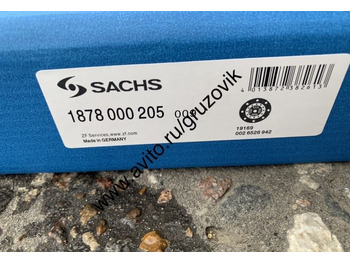 SACHS
1878 000 205
ZF Services, www.zf.com
Made in GERMANY
4013872382613
19169
002 6526 942
www.avito.ru/gruzovik